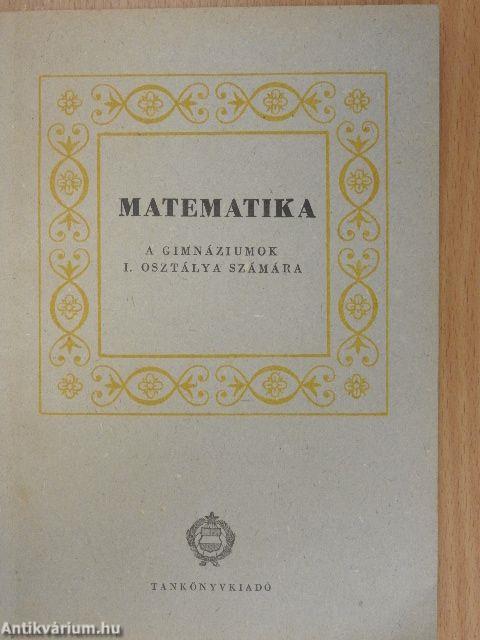 MATEMATIKA
A GIMNÁZIUMOK
I. OSZTÁLYA SZÁMÁRA
TANKÖNYVKIADÓ
Antikvárium.hu